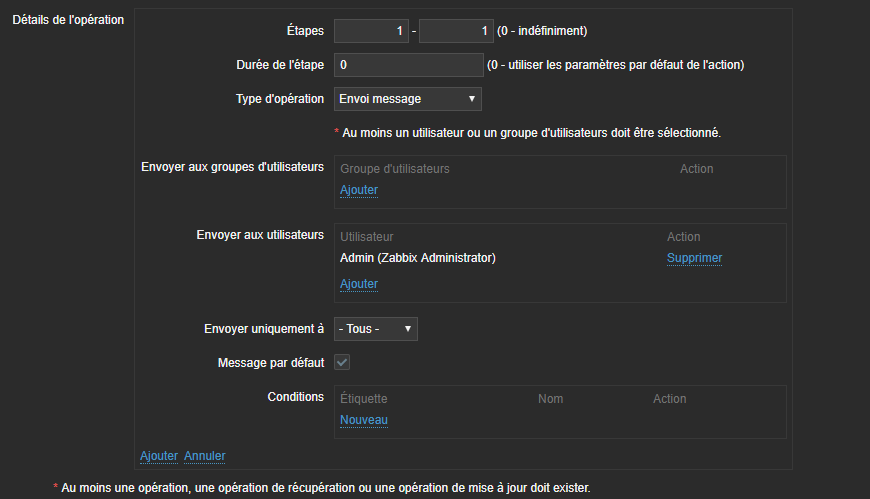 Détails de l'opération
Étapes 1 - 1 (0 - indéfiniment)
Durée de l'étape 0 (0 - utiliser les paramètres par défaut de l'action)
Type d'opération Envoi message
* Au moins un utilisateur ou un groupe d'utilisateurs doit être sélectionné.
Envoyer aux groupes d'utilisateurs Groupe d'utilisateurs Action
Ajouter
Envoyer aux utilisateurs Utilisateur Action
Admin (Zabbix Administrator) Supprimer
Ajouter
Envoyer uniquement à - Tous -
Message par défaut
Conditions Étiquette Nom Action
Nouveau
Ajouter Annuler
* Au moins une opération, une opération de récupération ou une opération de mise à jour doit exister.